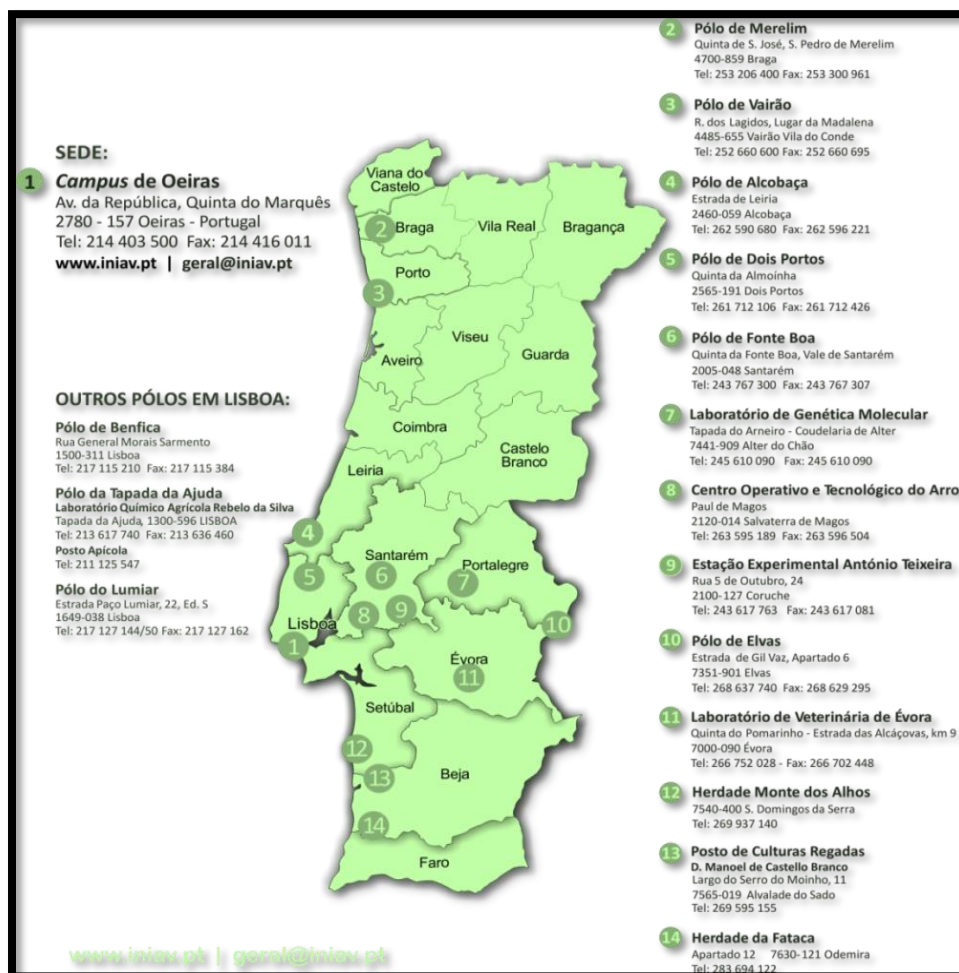 SEDE:
1 Campus de Oeiras
Av. da República, Quinta do Marquês
2780 - 157 Oeiras - Portugal
Tel: 214 403 500 Fax: 214 416 011
www.iniav.pt | geral@iniav.pt
OUTROS PÓLOS EM LISBOA:
Pólo de Benfica
Rua General Morais Sarmento
1500-311 Lisboa
Tel: 217 115 210 Fax: 217 115 384
Pólo da Tapada da Ajuda
Laboratório Químico Agrícola Rebelo da Silva
Tapada da Ajuda, 1300-596 LISBOA
Tel: 213 617 740 Fax: 213 636 460
Posto Apícola
Tel: 211 125 547
Pólo do Lumiar
Estrada Paço Lumiar, 22, Ed. S
1649-038 Lisboa
Tel: 217 127 144/50 Fax: 217 127 162
Viana do
Castelo
2 Braga
Vila Real
Bragança
Porto
3
Viseu
Aveiro
Guarda
Coimbra
Castelo
Branco
Leiria
4
Santarém
5
6
Portalegre
7
8
9
10
Lisboa
1
Évora
11
Setúbal
12
13
Beja
14
Faro
2 Pólo de Merelim
Quinta de S. José, S. Pedro de Merelim
4700-859 Braga
Tel: 253 206 400 Fax: 253 300 961
3 Pólo de Vairão
R. dos Lagidos, Lugar da Madalena
4485-655 Vairão Vila do Conde
Tel: 252 660 600 Fax: 252 660 695
4 Pólo de Alcobaça
Estrada de Leiria
2460-059 Alcobaça
Tel: 262 590 680 Fax: 262 596 221
5 Pólo de Dois Portos
Quinta da Almoínha
2565-191 Dois Portos
Tel: 261 712 106 Fax: 261 712 426
6 Pólo de Fonte Boa
Quinta da Fonte Boa, Vale de Santarém
2005-048 Santarém
Tel: 243 767 300 Fax: 243 767 307
7 Laboratório de Genética Molecular
Tapada do Arneiro - Coudelaria de Alter
7441-909 Alter do Chão
Tel: 245 610 090 Fax: 245 610 090
8 Centro Operativo e Tecnológico do Arro
Paul de Magos
2120-014 Salvaterra de Magos
Tel: 263 595 189 Fax: 263 596 504
9 Estação Experimental António Teixeira
Rua 5 de Outubro, 24
2100-127 Coruche
Tel: 243 617 763 Fax: 243 617 081
10 Pólo de Elvas
Estrada de Gil Vaz, Apartado 6
7351-901 Elvas
Tel: 268 637 740 Fax: 268 629 295
11 Laboratório de Veterinária de Évora
Quinta do Pomarinho - Estrada das Alcáçovas, km 9
7000-090 Évora
Tel: 266 752 028 - Fax: 266 702 448
12 Herdade Monte dos Alhos
7540-400 S. Domingos da Serra
Tel: 269 937 140
13 Posto de Culturas Regadas
D. Manoel de Castello Branco
Largo do Serro do Moinho, 11
7565-019 Alvalade do Sado
Tel: 269 595 155
14 Herdade da Fataca
Apartado 12 7630-121 Odemira
Tel: 283 694 122
www.iniav.pt | geral@iniav.pt